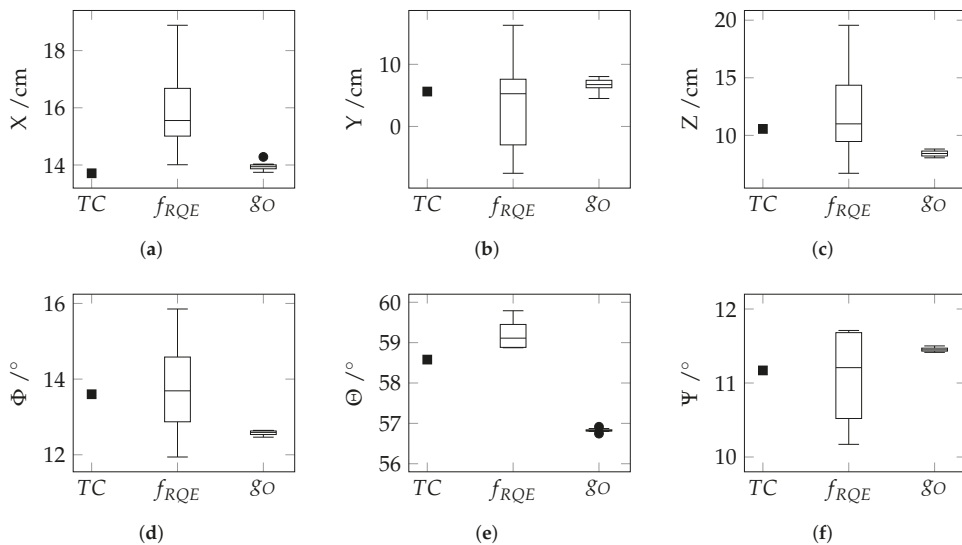 18
16
14
X /cm
TC f_RQE g_O
(a)
10
0
Y /cm
TC f_RQE g_O
(b)
20
15
10
Z /cm
TC f_RQE g_O
(c)
16
14
12
Φ /°
TC f_RQE g_O
(d)
60
59
58
57
56
Θ /°
TC f_RQE g_O
(e)
12
11
10
Ψ /°
TC f_RQE g_O
(f)